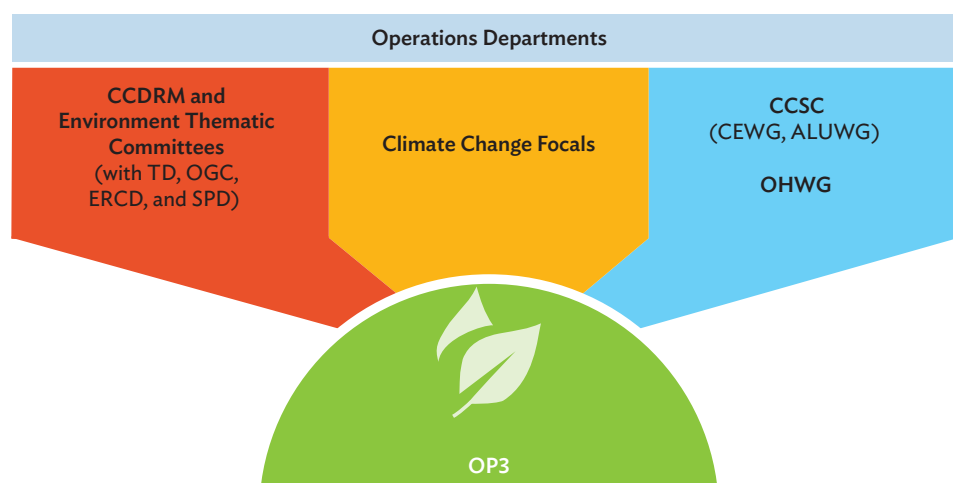 Operations Departments
CCDRM and
Environment Thematic
Committees
(with TD, OGC,
ERCD, and SPD)
Climate Change Focals
CCSC
(CEWG, ALUWG)
OHWG
OP3